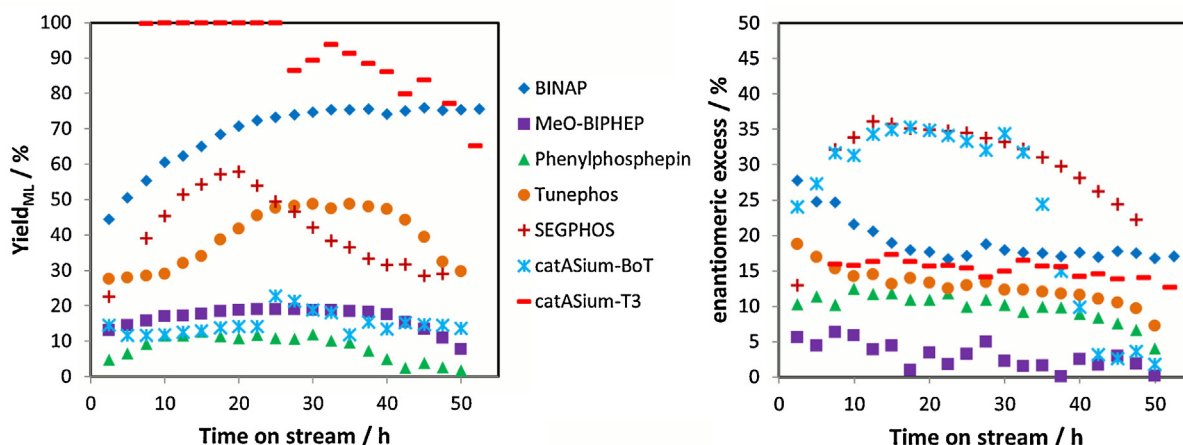 100
90
80
70
60
50
40
30
20
10
0
Yield_ML / %
0 10 20 30 40 50
Time on stream / h
BINAP
MeO-BIPHEP
Phenylphosphepin
Tunephos
SEGPHOS
catASium-BoT
catASium-T3
50
45
40
35
30
25
20
15
10
5
0
enantiomeric excess / %
0 10 20 30 40 50
Time on stream / h